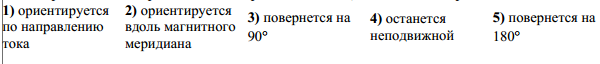 1) ориентируется
по направлению
тока
2) ориентируется
вдоль магнитного
меридиана
3) повернется на
90°
4) останется
неподвижной
5) повернется на
180°